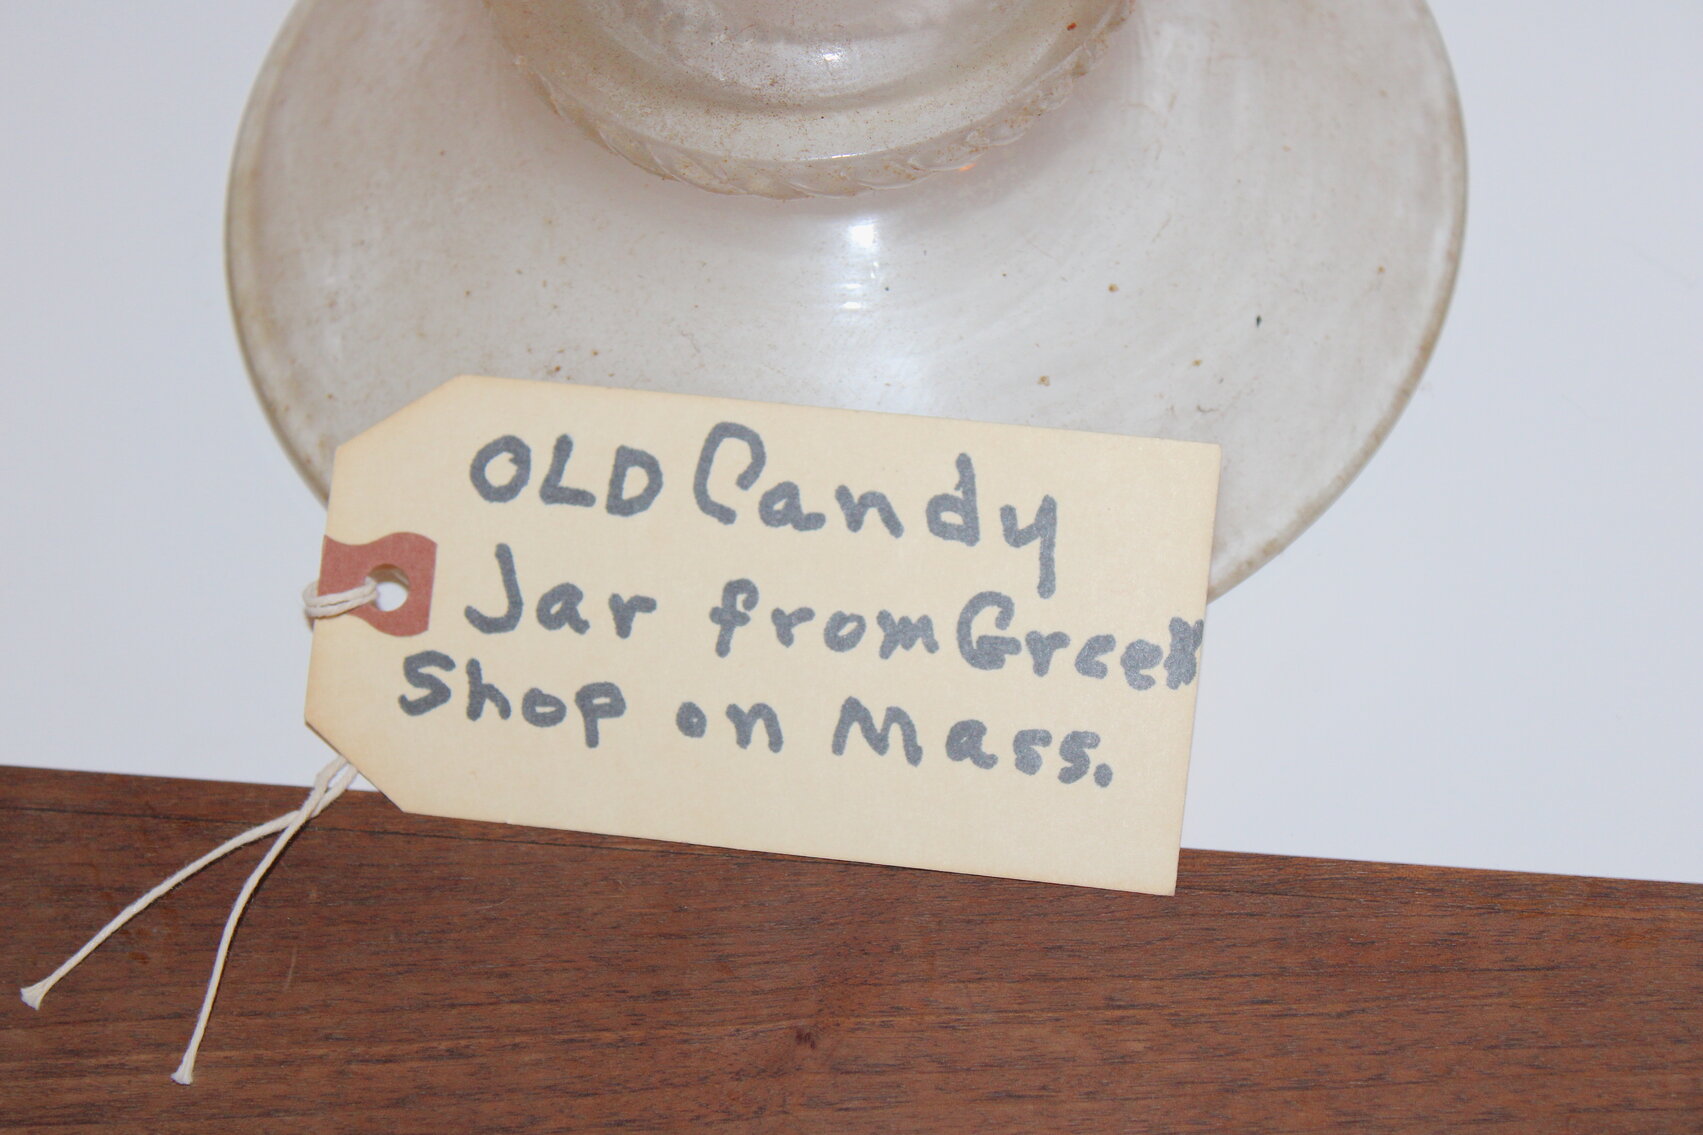 OLD Candy
Jar from Greek
Shop on Mass.